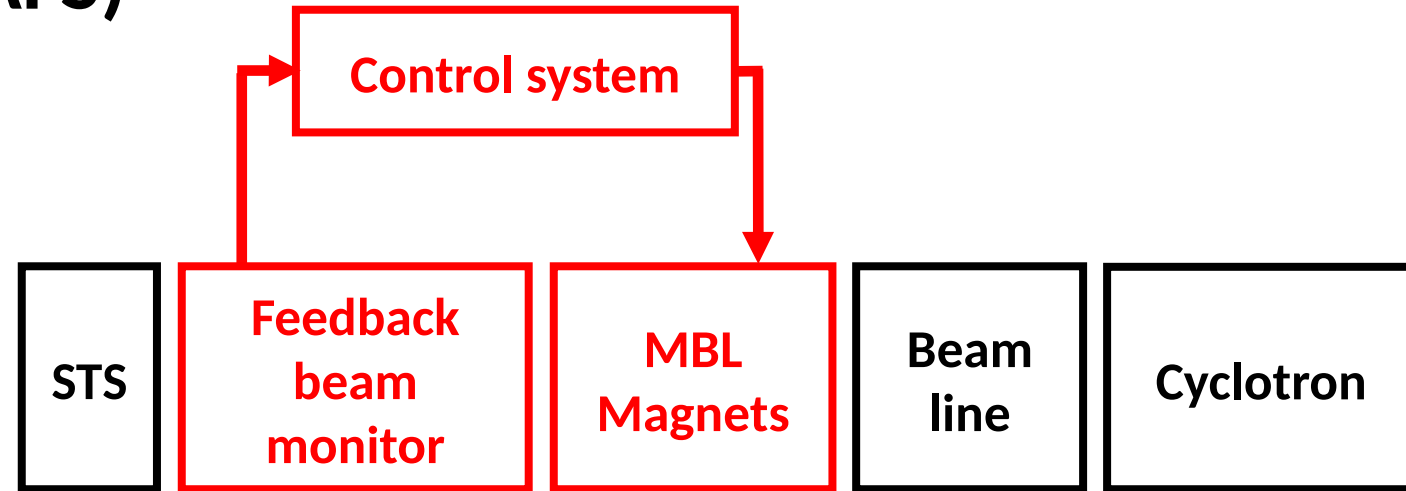 Control system
STS
Feedback
beam
monitor
MBL
Magnets
Beam
line
Cyclotron